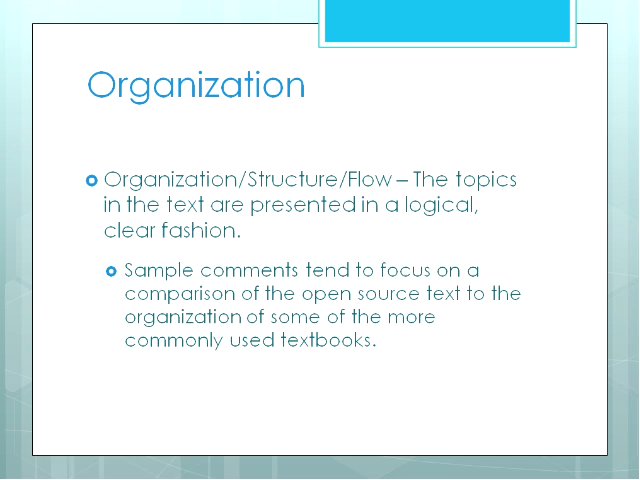 Organization
Organization/Structure/Flow – The topics
in the text are presented in a logical,
clear fashion.
Sample comments tend to focus on a
comparison of the open source text to the
organization of some of the more
commonly used textbooks.